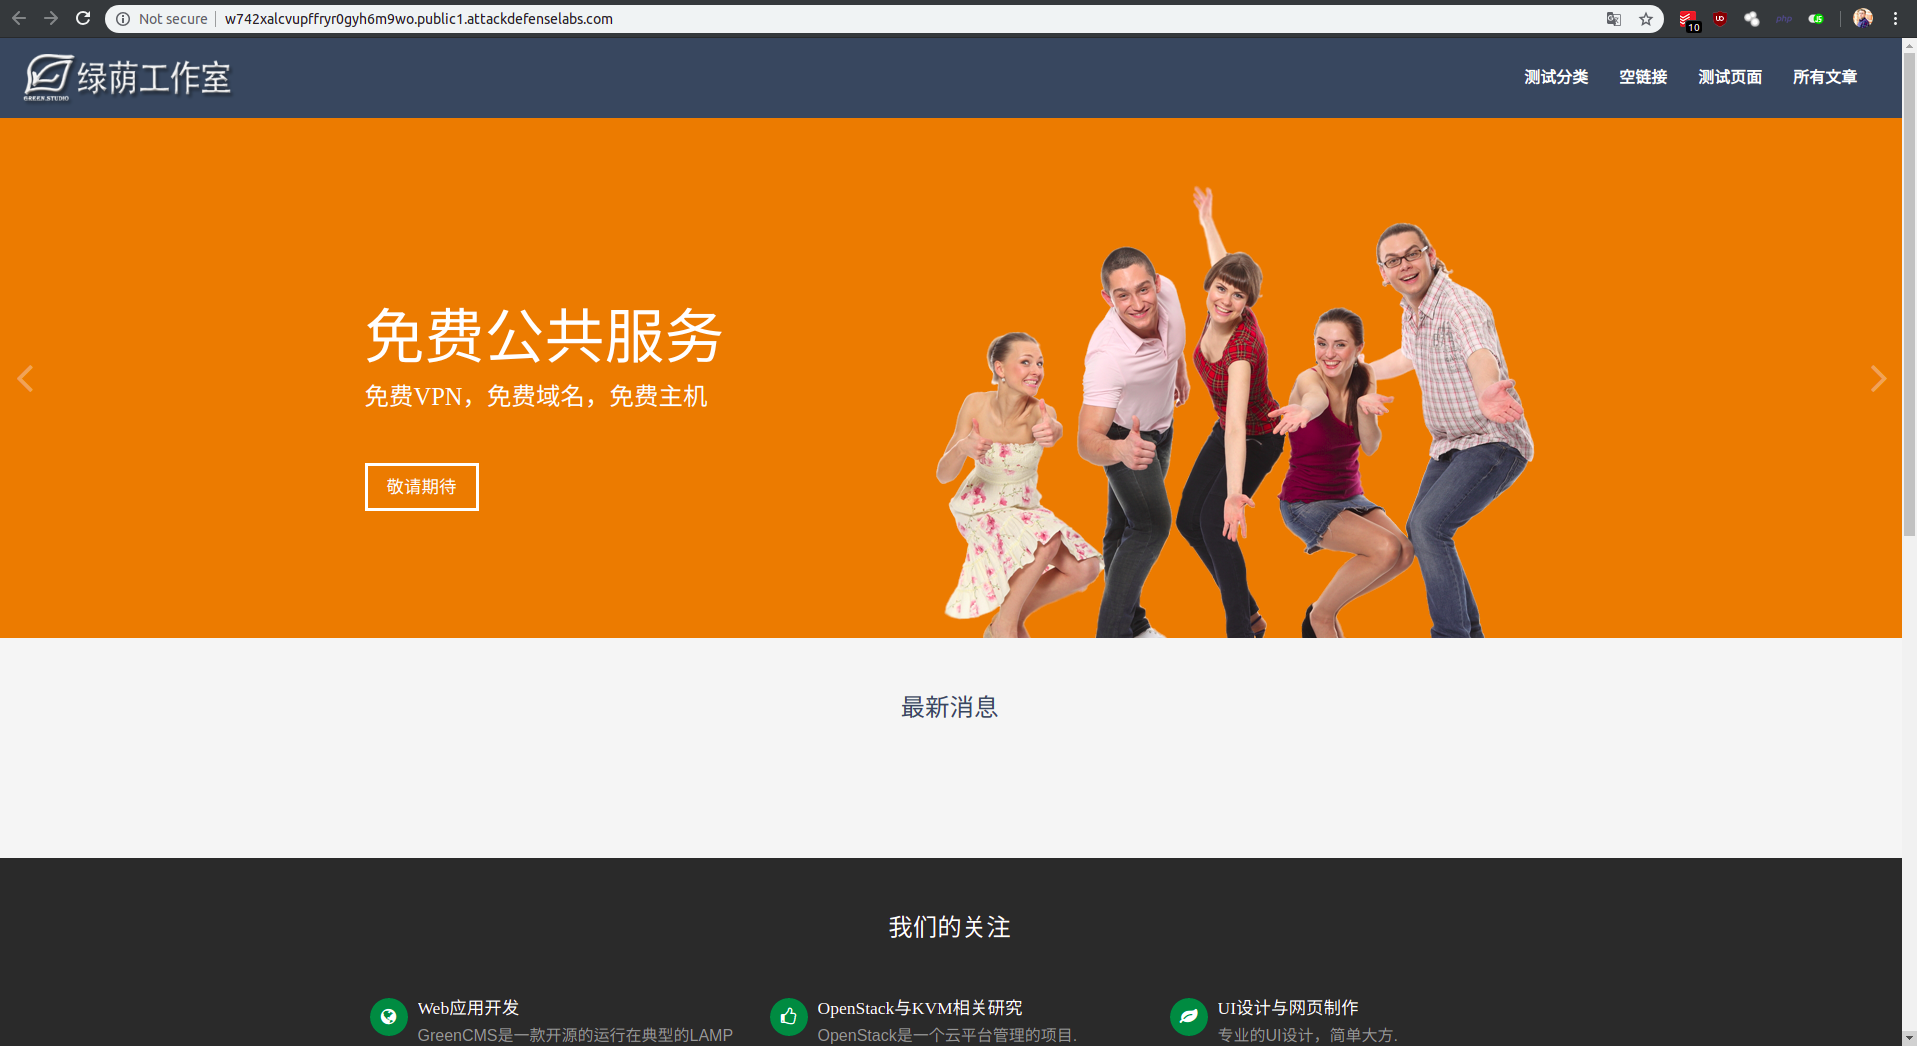 Not secure
w742xalcvupffryr0gyh6m9wo.public1.attackdefenselabs.com
10
php
绿荫工作室
GREEN.STUDIO
测试分类
空链接
测试页面
所有文章
免费公共服务
免费VPN，免费域名，免费主机
敬请期待
最新消息
我们的关注
Web应用开发
GreenCMS是一款开源的运行在典型的LAMP
OpenStack与KVM相关研究
OpenStack是一个云平台管理的项目.
UI设计与网页制作
专业的UI设计，简单大方.